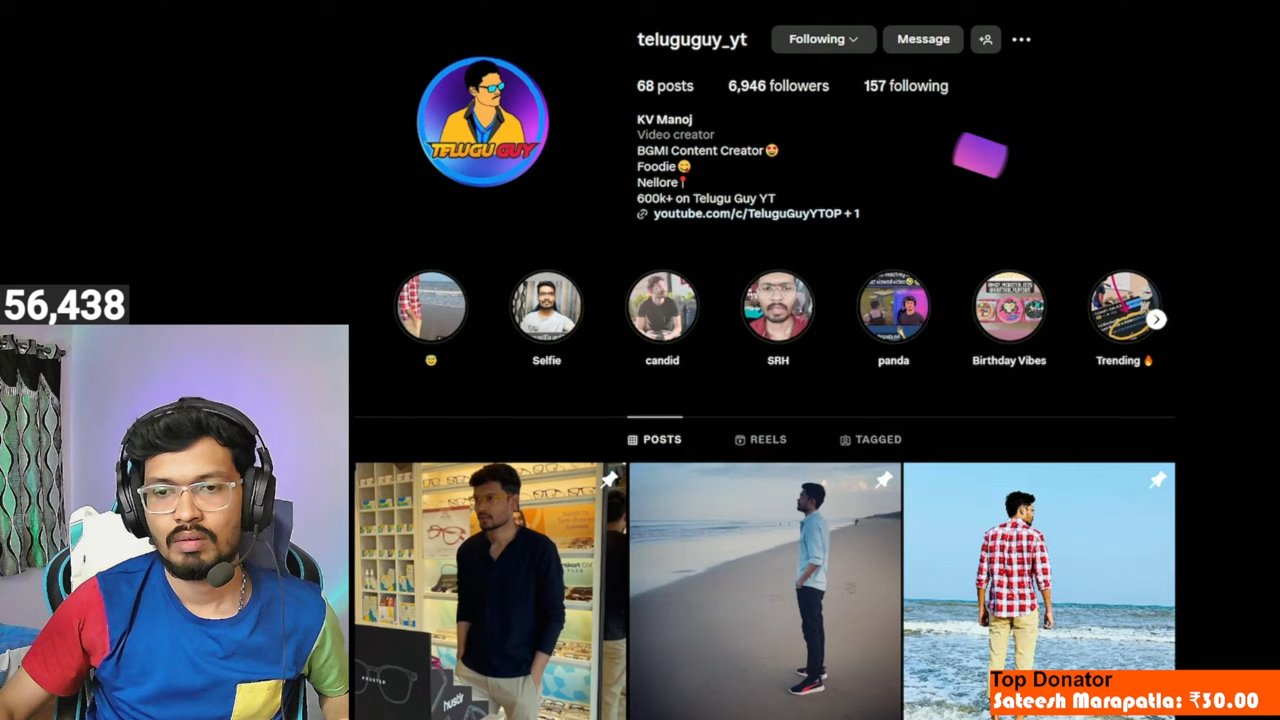 teluguguy_yt
Following
Message
68 posts
6,946 followers
157 following
KV Manoj
Video creator
BGMI Content Creator🤩
Foodie😋
Nellore📍
600k+ on Telugu Guy YT
youtube.com/c/TeluguGuyYTOP + 1
TELUGU GUY
56,438
😇
Selfie
candid
SRH
panda
Birthday Vibes
Trending 🔥
POSTS
REELS
TAGGED
hustlr
Top Donator
Sateesh Marapatla: ₹30.00